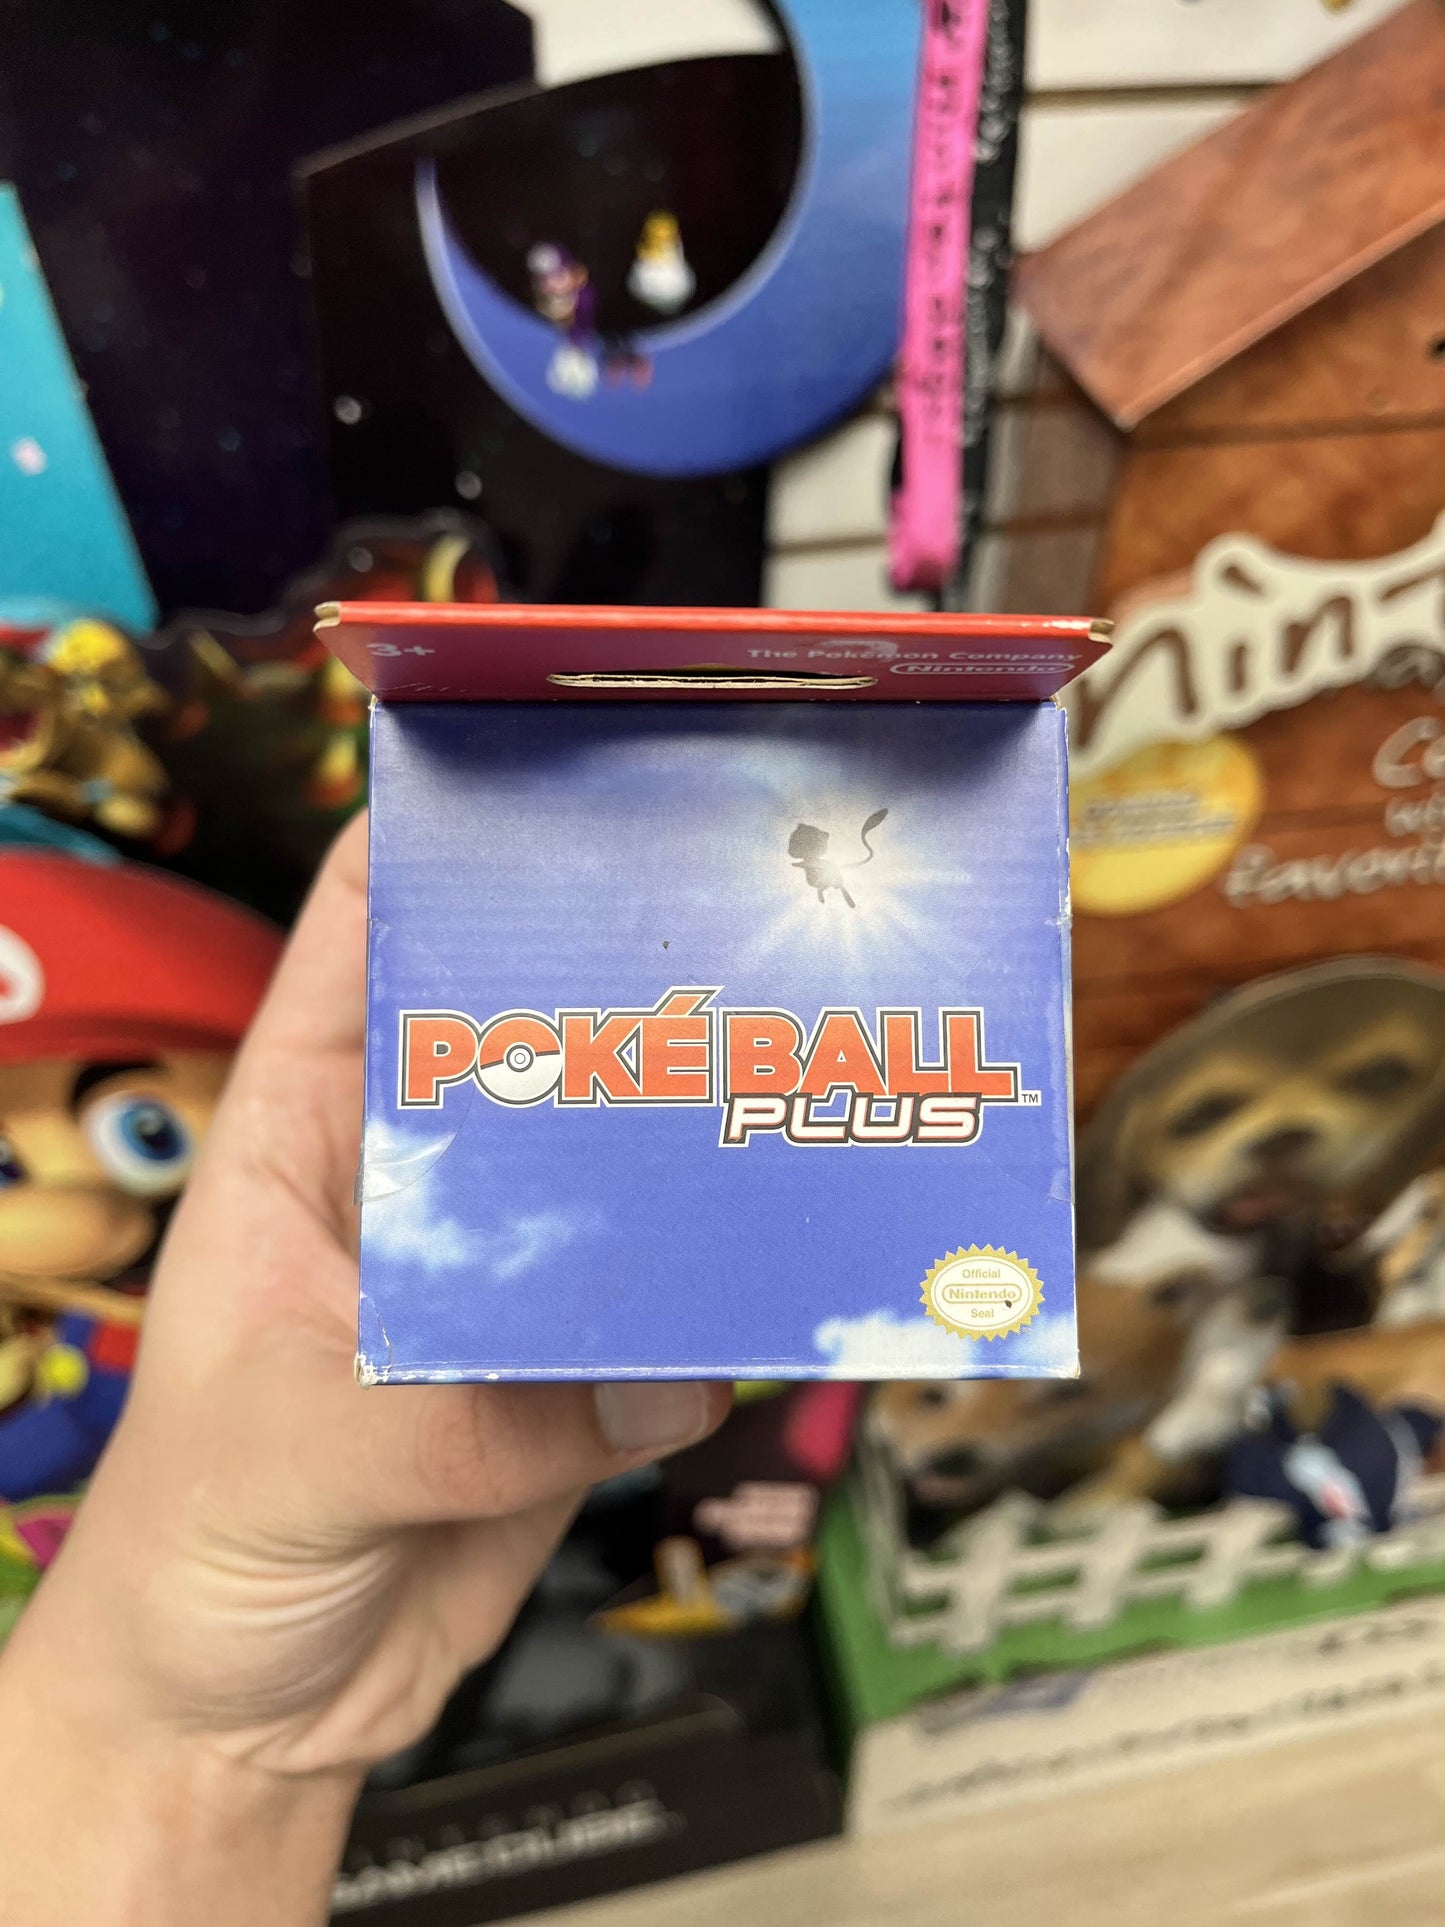 3+
The Pokémon Company
Nintendo
POKÉ BALL
PLUS
™
Official
Nintendo
Seal
GAMECUBE